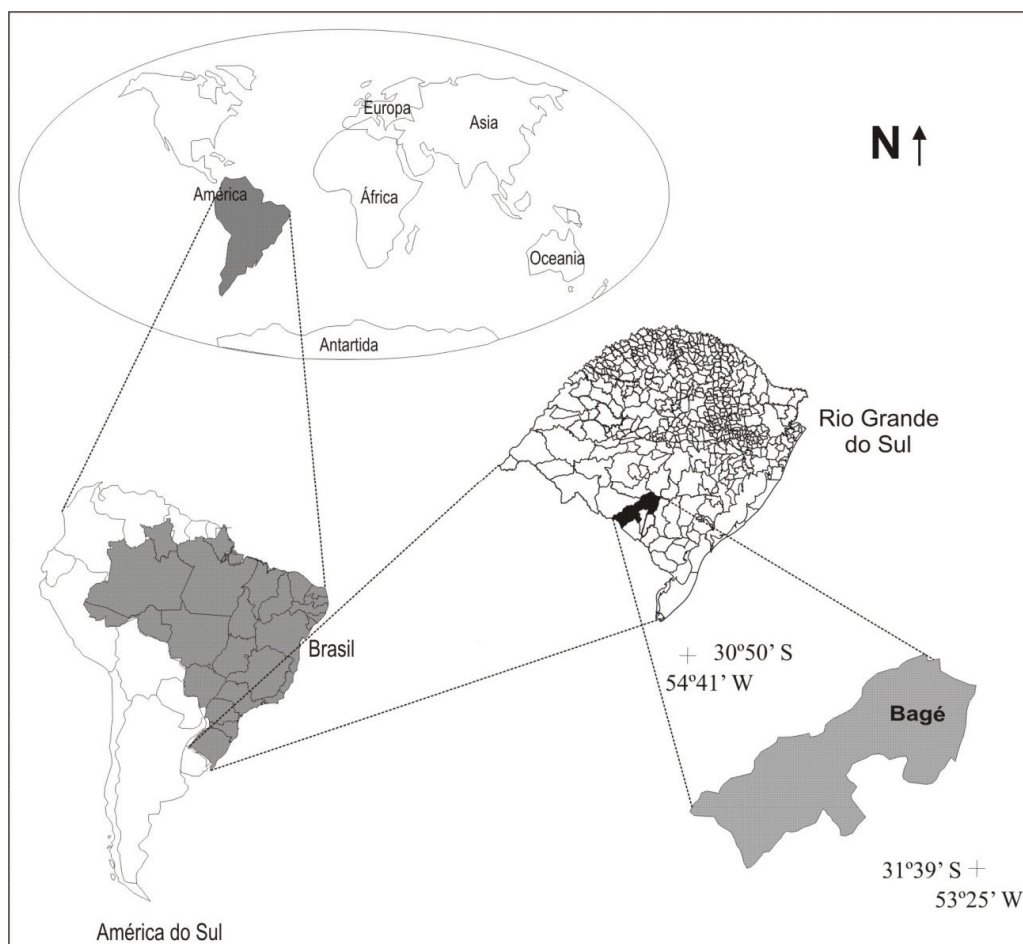 Europa
Asia
N
América
África
Oceania
Antartida
Rio Grande
do Sul
Brasil
30º50’ S
54º41’ W
Bagé
31º39’ S
53º25’ W
América do Sul